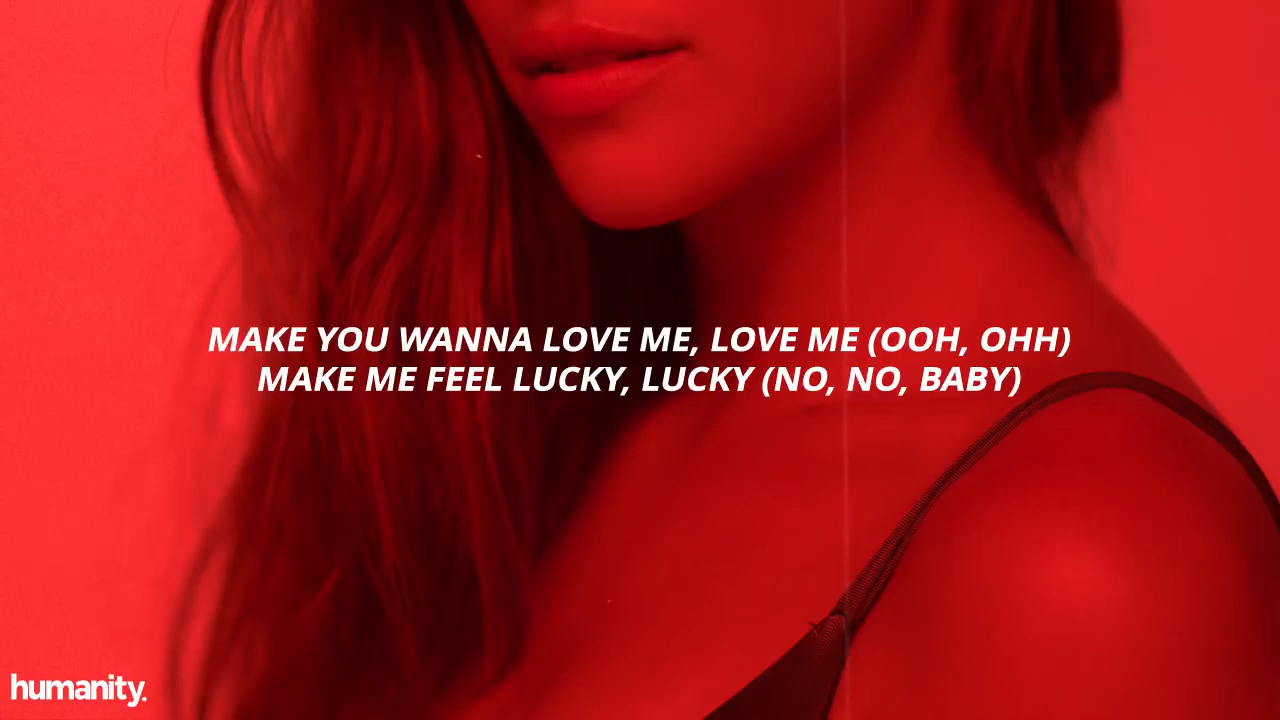 MAKE YOU WANNA LOVE ME, LOVE ME (OOH, OHH)
MAKE ME FEEL LUCKY, LUCKY (NO, NO, BABY)
humanity.